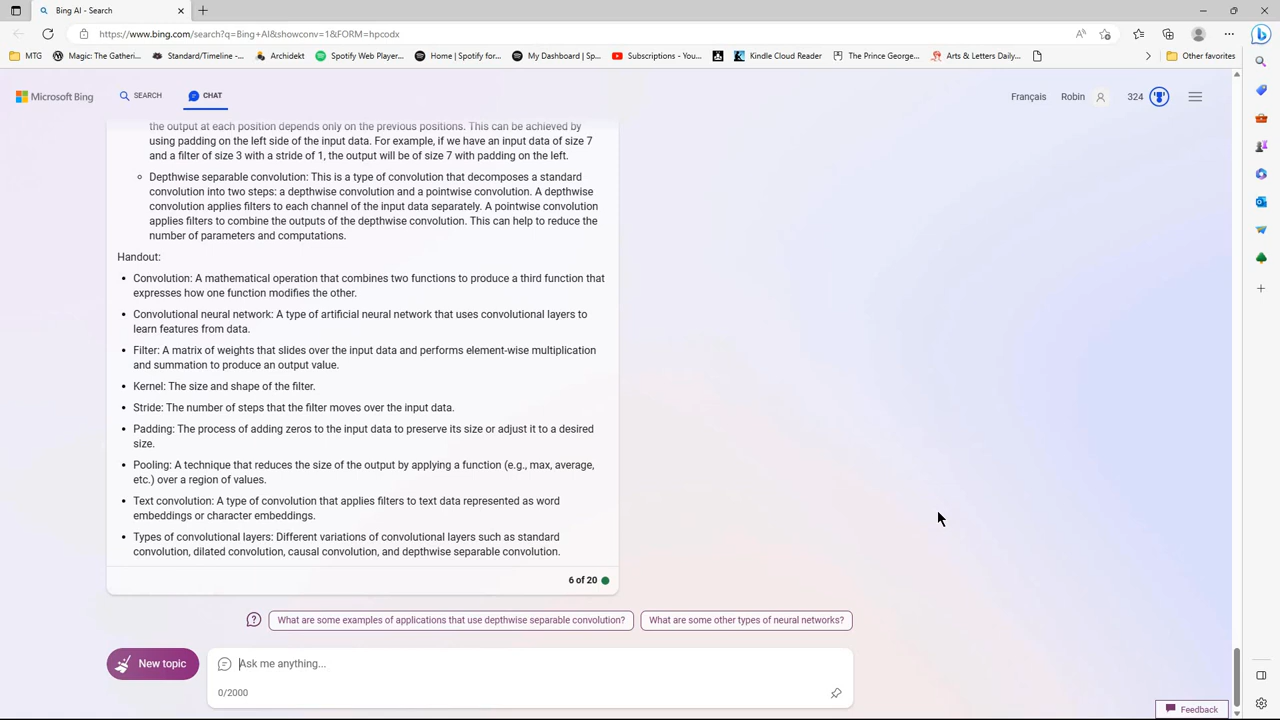 Bing AI - Search
https://www.bing.com/search?q=Bing+AI&showconv=1&FORM=hpcodx
MTG
Magic: The Gatheri...
Standard/Timeline -...
Archidekt
Spotify Web Player...
Home | Spotify for...
My Dashboard | Sp...
Subscriptions - You...
Kindle Cloud Reader
The Prince George...
Arts & Letters Daily...
Other favorites
Microsoft Bing
SEARCH
CHAT
Français
Robin
324
the output at each position depends only on the previous positions. This can be achieved by
using padding on the left side of the input data. For example, if we have an input data of size 7
and a filter of size 3 with a stride of 1, the output will be of size 7 with padding on the left.
Depthwise separable convolution: This is a type of convolution that decomposes a standard
convolution into two steps: a depthwise convolution and a pointwise convolution. A depthwise
convolution applies filters to each channel of the input data separately. A pointwise convolution
applies filters to combine the outputs of the depthwise convolution. This can help to reduce the
number of parameters and computations.
Handout:
• Convolution: A mathematical operation that combines two functions to produce a third function that
expresses how one function modifies the other.
• Convolutional neural network: A type of artificial neural network that uses convolutional layers to
learn features from data.
• Filter: A matrix of weights that slides over the input data and performs element-wise multiplication
and summation to produce an output value.
• Kernel: The size and shape of the filter.
• Stride: The number of steps that the filter moves over the input data.
• Padding: The process of adding zeros to the input data to preserve its size or adjust it to a desired
size.
• Pooling: A technique that reduces the size of the output by applying a function (e.g., max, average,
etc.) over a region of values.
• Text convolution: A type of convolution that applies filters to text data represented as word
embeddings or character embeddings.
• Types of convolutional layers: Different variations of convolutional layers such as standard
convolution, dilated convolution, causal convolution, and depthwise separable convolution.
6 of 20
What are some examples of applications that use depthwise separable convolution?
What are some other types of neural networks?
New topic
Ask me anything...
0/2000
Feedback